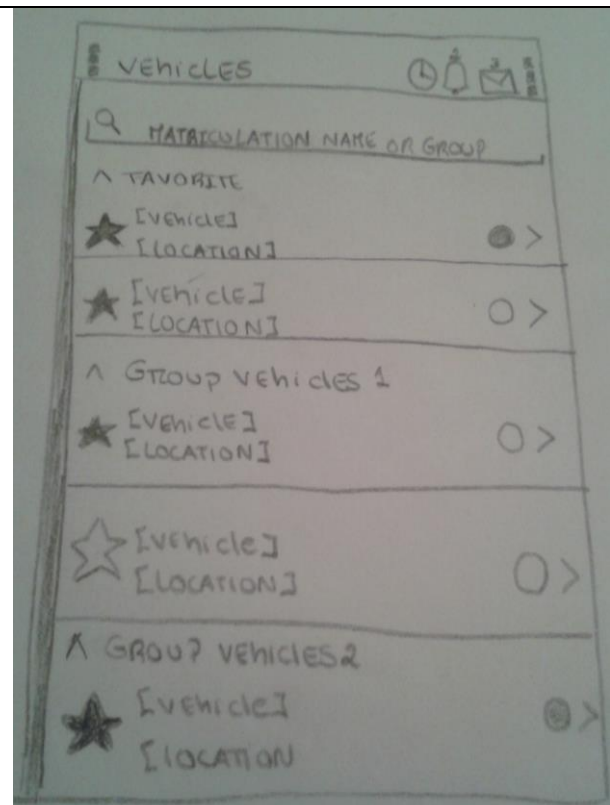 VEHICLES
MATRICULATION NAME OR GROUP
^ FAVORITE
[VEHICLE]
[LOCATION]
>
[VEHICLE]
[LOCATION]
>
^ GROUP VEHICLES 1
[VEHICLE]
[LOCATION]
>
[VEHICLE]
[LOCATION]
>
^ GROUP VEHICLES 2
[VEHICLE]
[LOCATION
>